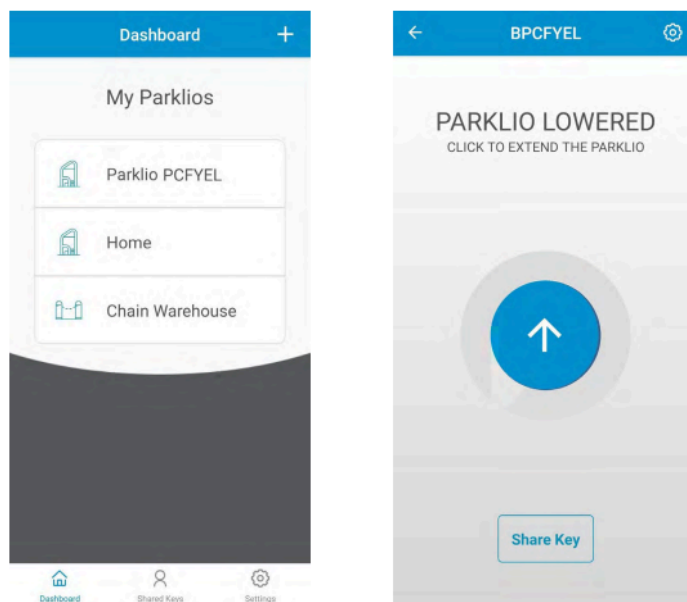 Dashboard
My Parklios
Parklio PCFYEL
Home
Chain Warehouse
Dashboard
Shared Keys
Settings
BPCFYEL
PARKLIO LOWERED
CLICK TO EXTEND THE PARKLIO
Share Key